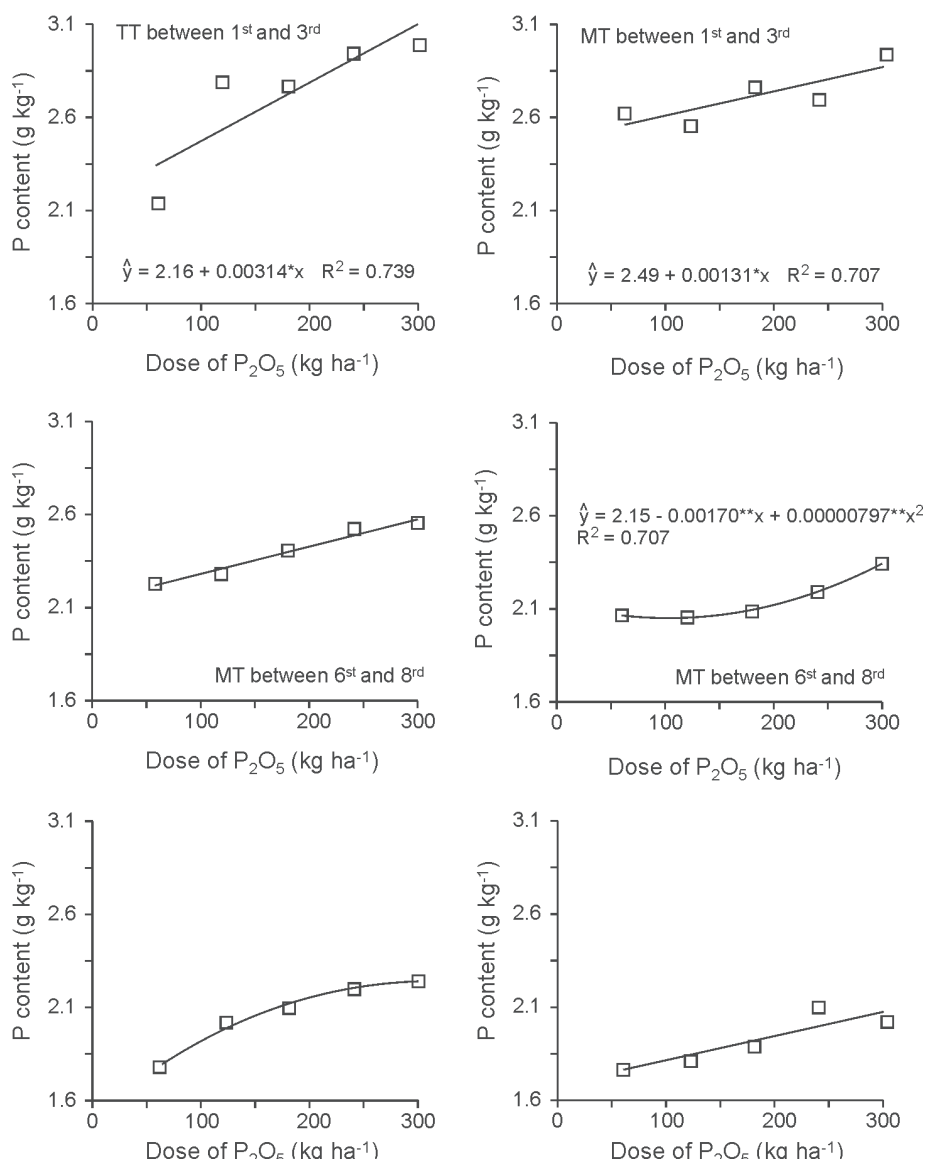 3.1
TT between 1st and 3rd
2.6
2.1
ŷ = 2.16 + 0.00314*x R² = 0.739
1.6
0 100 200 300
P content (g kg-1)
Dose of P₂O₅ (kg ha-1)
3.1
MT between 1st and 3rd
2.6
2.1
ŷ = 2.49 + 0.00131*x R² = 0.707
1.6
0 100 200 300
P content (g kg-1)
Dose of P₂O₅ (kg ha-1)
3.1
2.6
2.1
MT between 6st and 8rd
1.6
0 100 200 300
P content (g kg-1)
Dose of P₂O₅ (kg ha-1)
3.1
ŷ = 2.15 - 0.00170**x + 0.00000797**x²
2.6
R² = 0.707
2.1
MT between 6st and 8rd
1.6
0 100 200 300
P content (g kg-1)
Dose of P₂O₅ (kg ha-1)
3.1
2.6
2.1
1.6
0 100 200 300
P content (g kg-1)
Dose of P₂O₅ (kg ha-1)
3.1
2.6
2.1
1.6
0 100 200 300
P content (g kg-1)
Dose of P₂O₅ (kg ha-1)